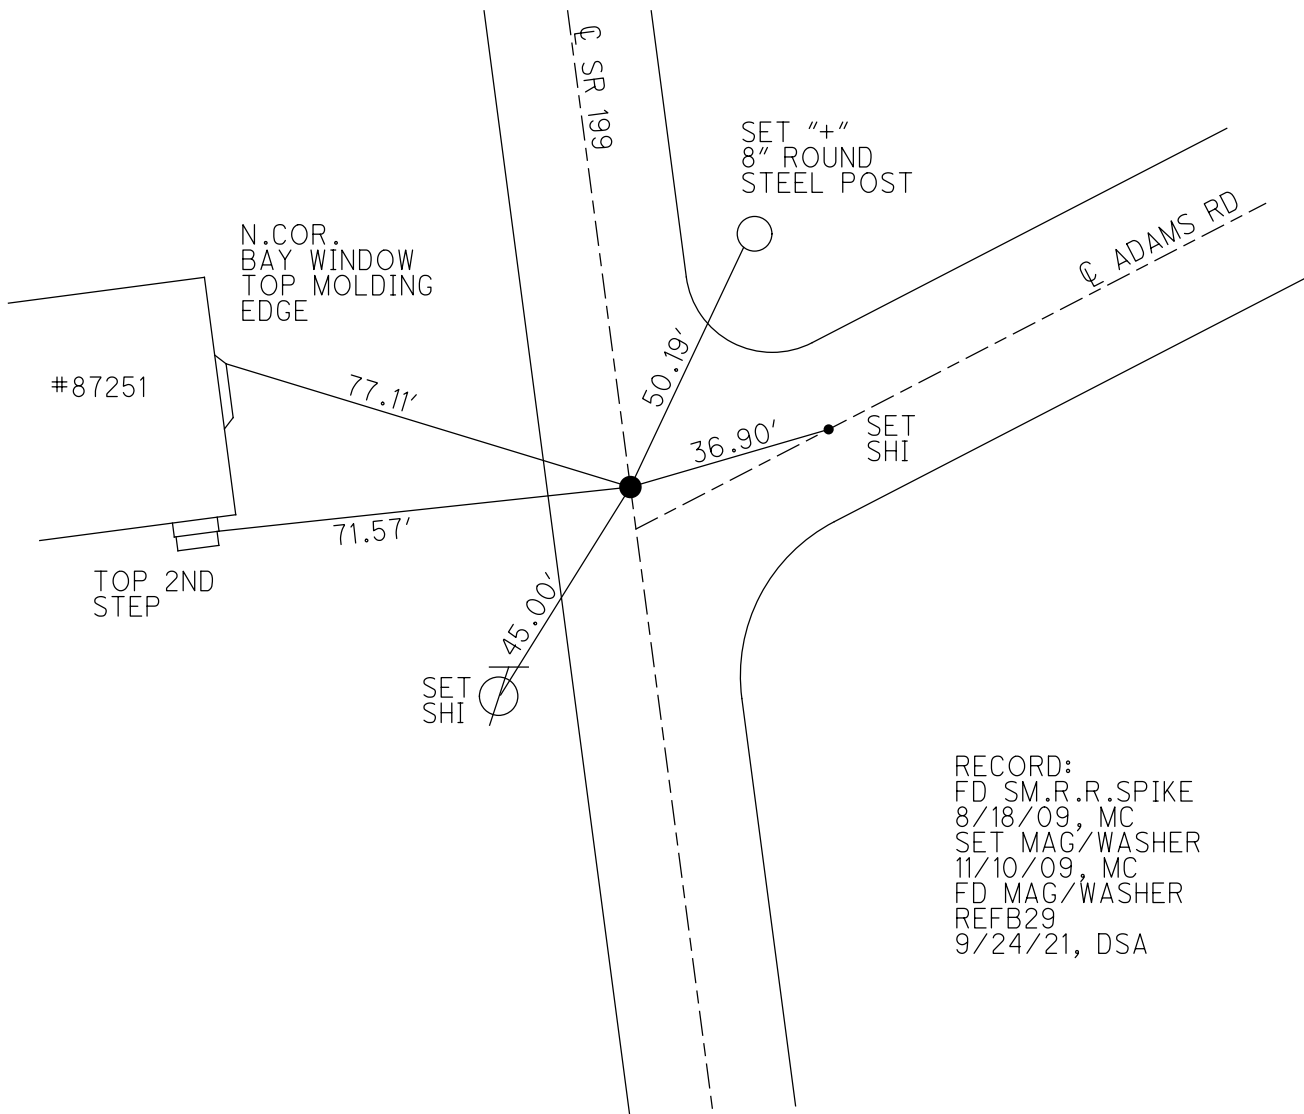 ℄ SR 199
SET "+"
8" ROUND
STEEL POST
℄ ADAMS RD
N.COR.
BAY WINDOW
TOP MOLDING
EDGE
#87251
77.11'
50.19'
36.90'
SET
SHI
71.57'
TOP 2ND
STEP
45.00'
SET
SHI
RECORD:
FD SM.R.R.SPIKE
8/18/09, MC
SET MAG/WASHER
11/10/09, MC
FD MAG/WASHER
REFB29
9/24/21, DSA